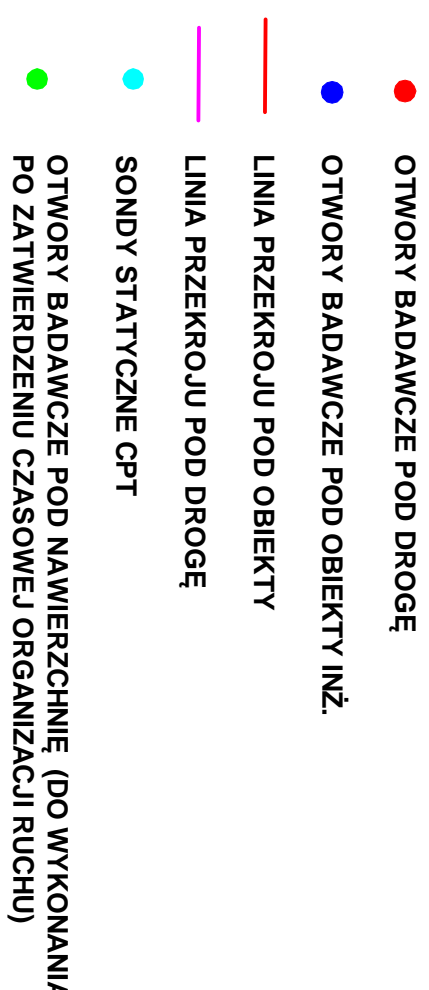 OTWORY BADAWCZE POD DROGĘ
OTWORY BADAWCZE POD OBIEKTY INŻ.
LINIA PRZEKROJU POD OBIEKTY
LINIA PRZEKROJU POD DROGĘ
SONDY STATYCZNE CPT
OTWORY BADAWCZE POD NAWIERZCHNIĘ (DO WYKONANIA
PO ZATWIERDZENIU CZASOWEJ ORGANIZACJI RUCHU)